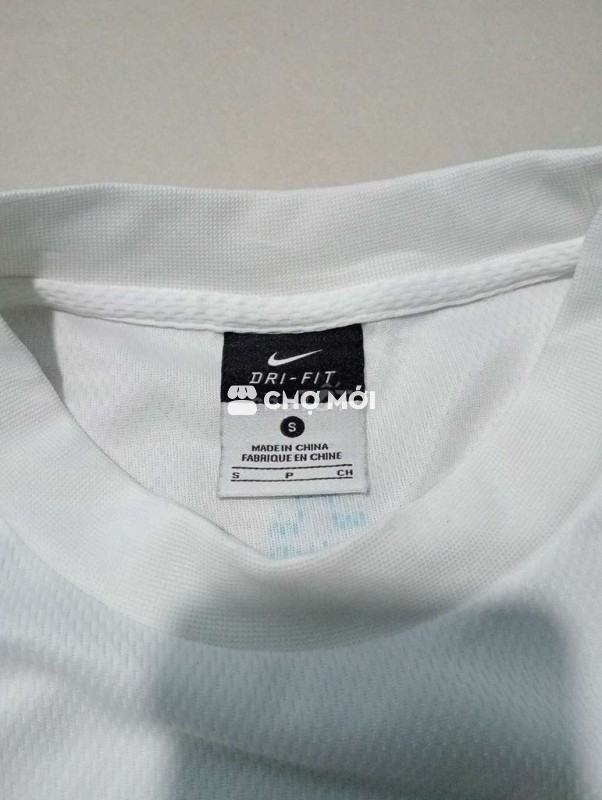 DRI-FIT
CHỢ MỚI
S
MADE IN CHINA
FABRIQUE EN CHINE
S P CH